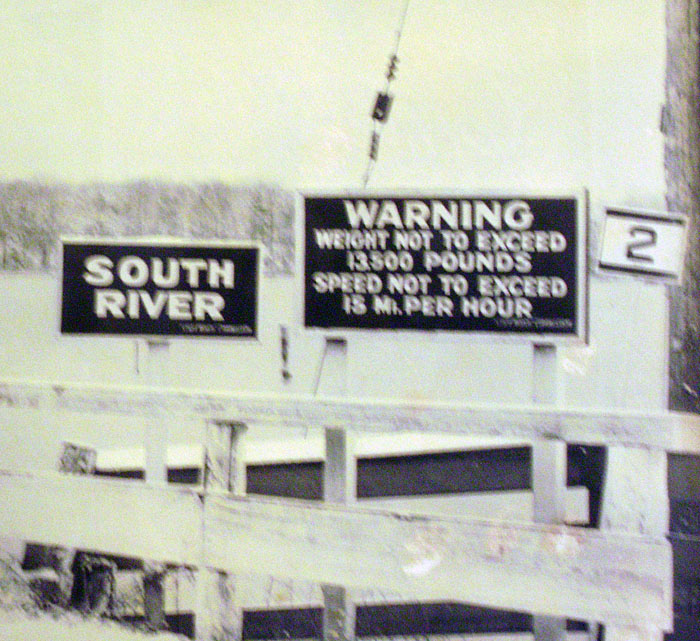 SOUTH
RIVER
WARNING
WEIGHT NOT TO EXCEED
13500 POUNDS
SPEED NOT TO EXCEED
15 MI. PER HOUR
2